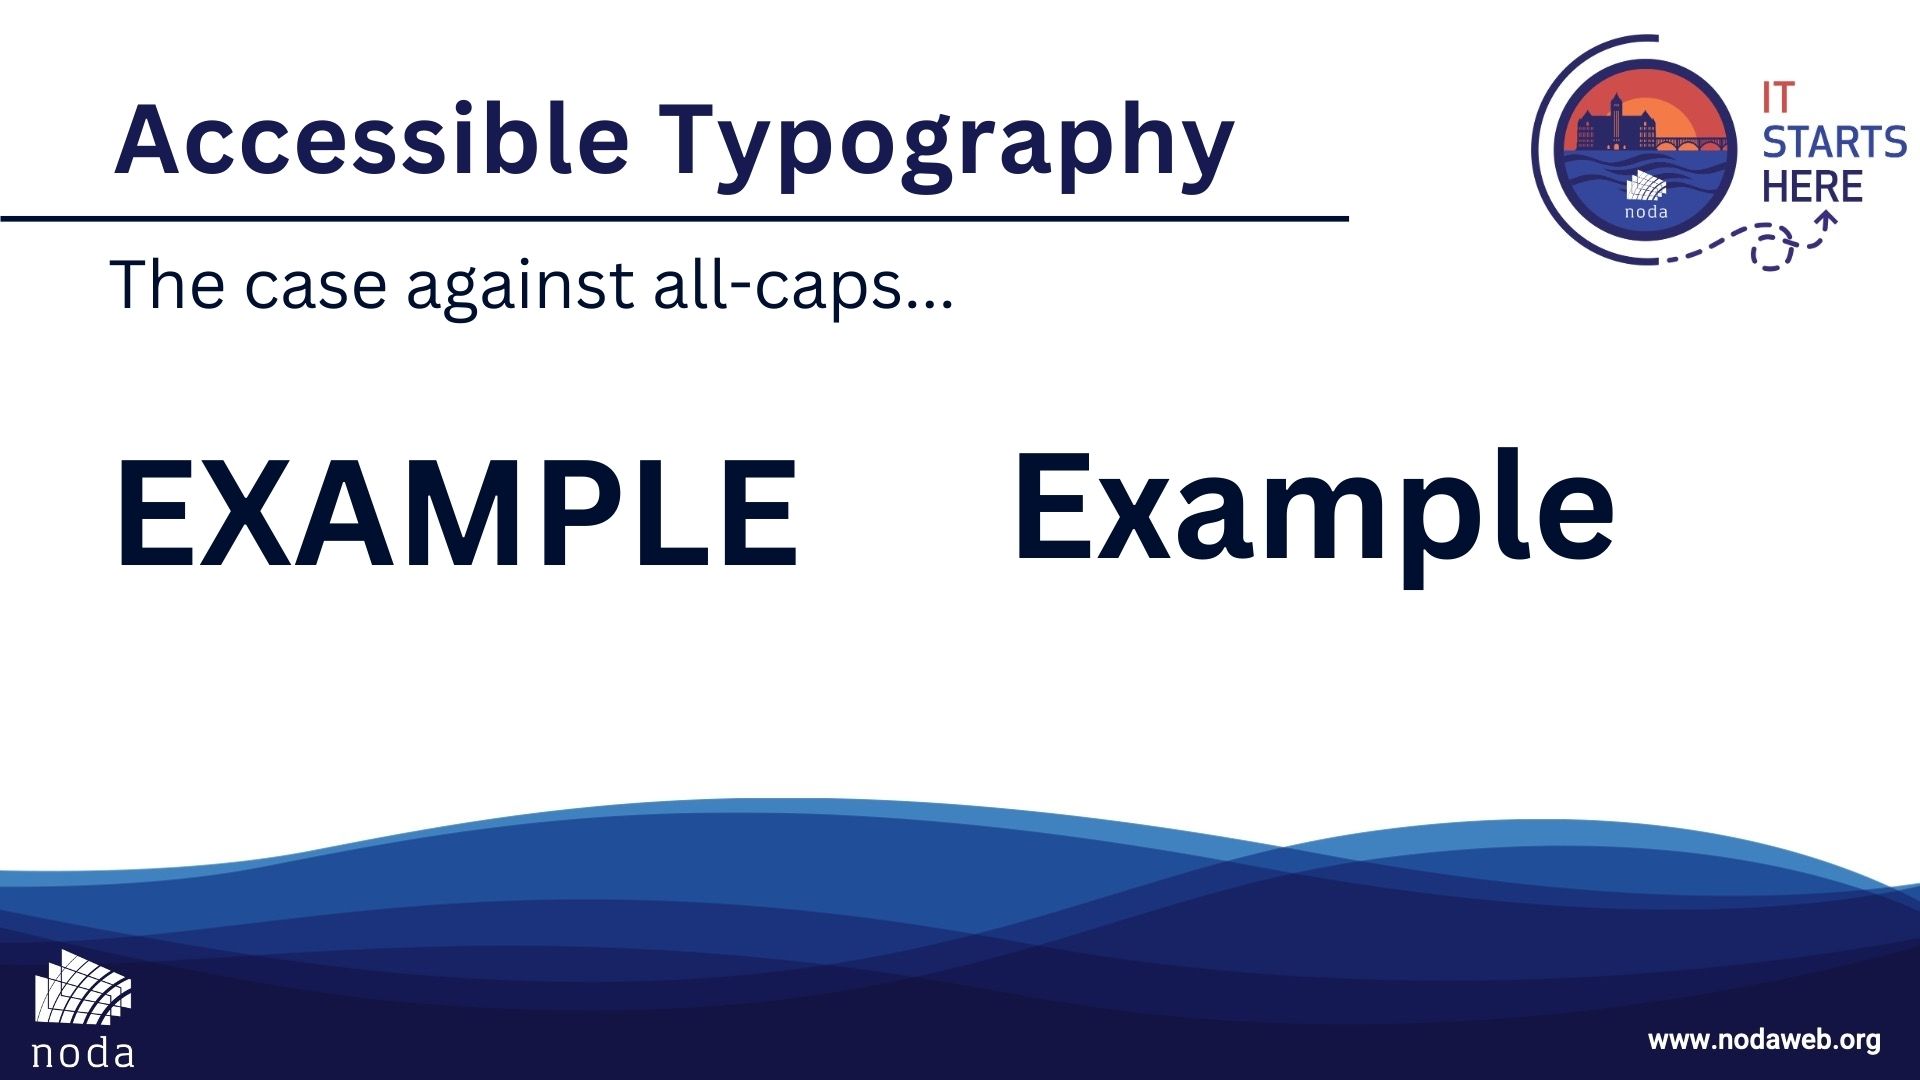 Accessible Typography
IT
STARTS
HERE
noda
The case against all-caps...
EXAMPLE
Example
noda
www.nodaweb.org